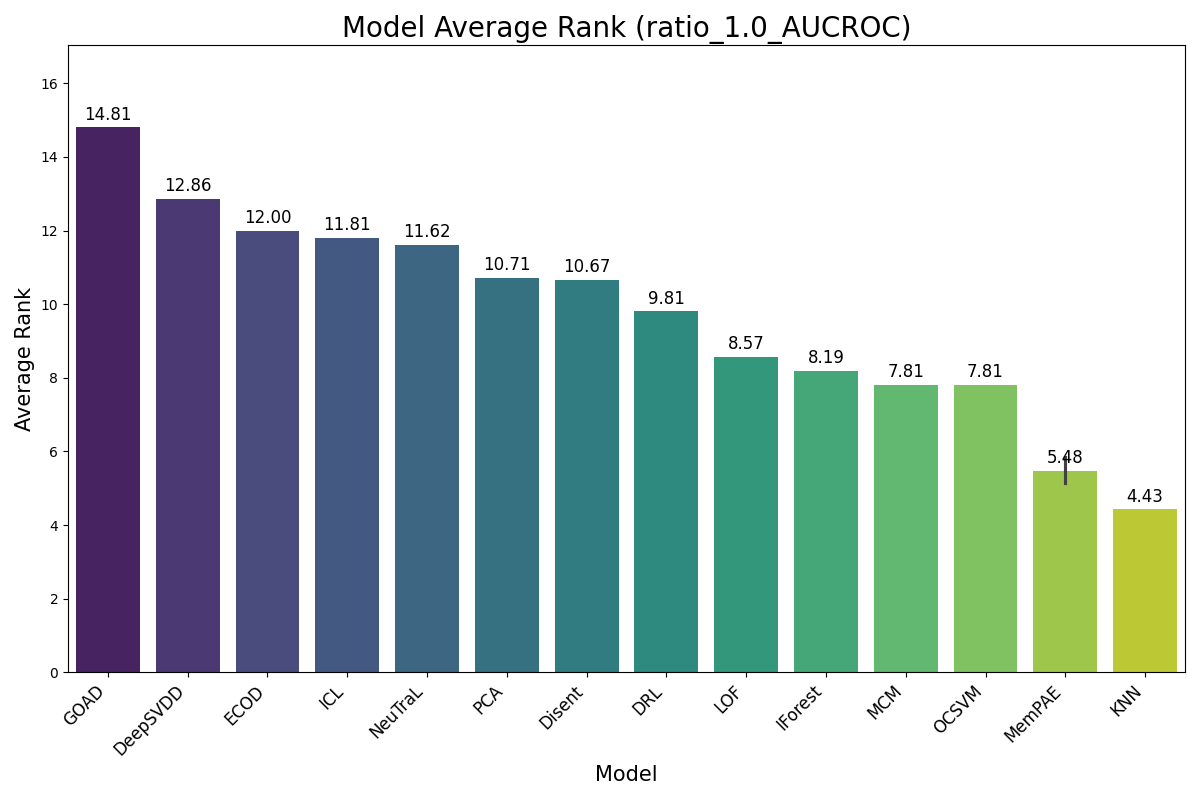 Model Average Rank (ratio_1.0_AUCROC)
Average Rank
16
14
12
10
8
6
4
2
0
14.81
12.86
12.00
11.81
11.62
10.71
10.67
9.81
8.57
8.19
7.81
7.81
5.48
4.43
GOAD
DeepSVDD
ECOD
ICL
NeuTraL
PCA
Disent
DRL
LOF
IForest
MCM
OCSVM
MemPAE
KNN
Model